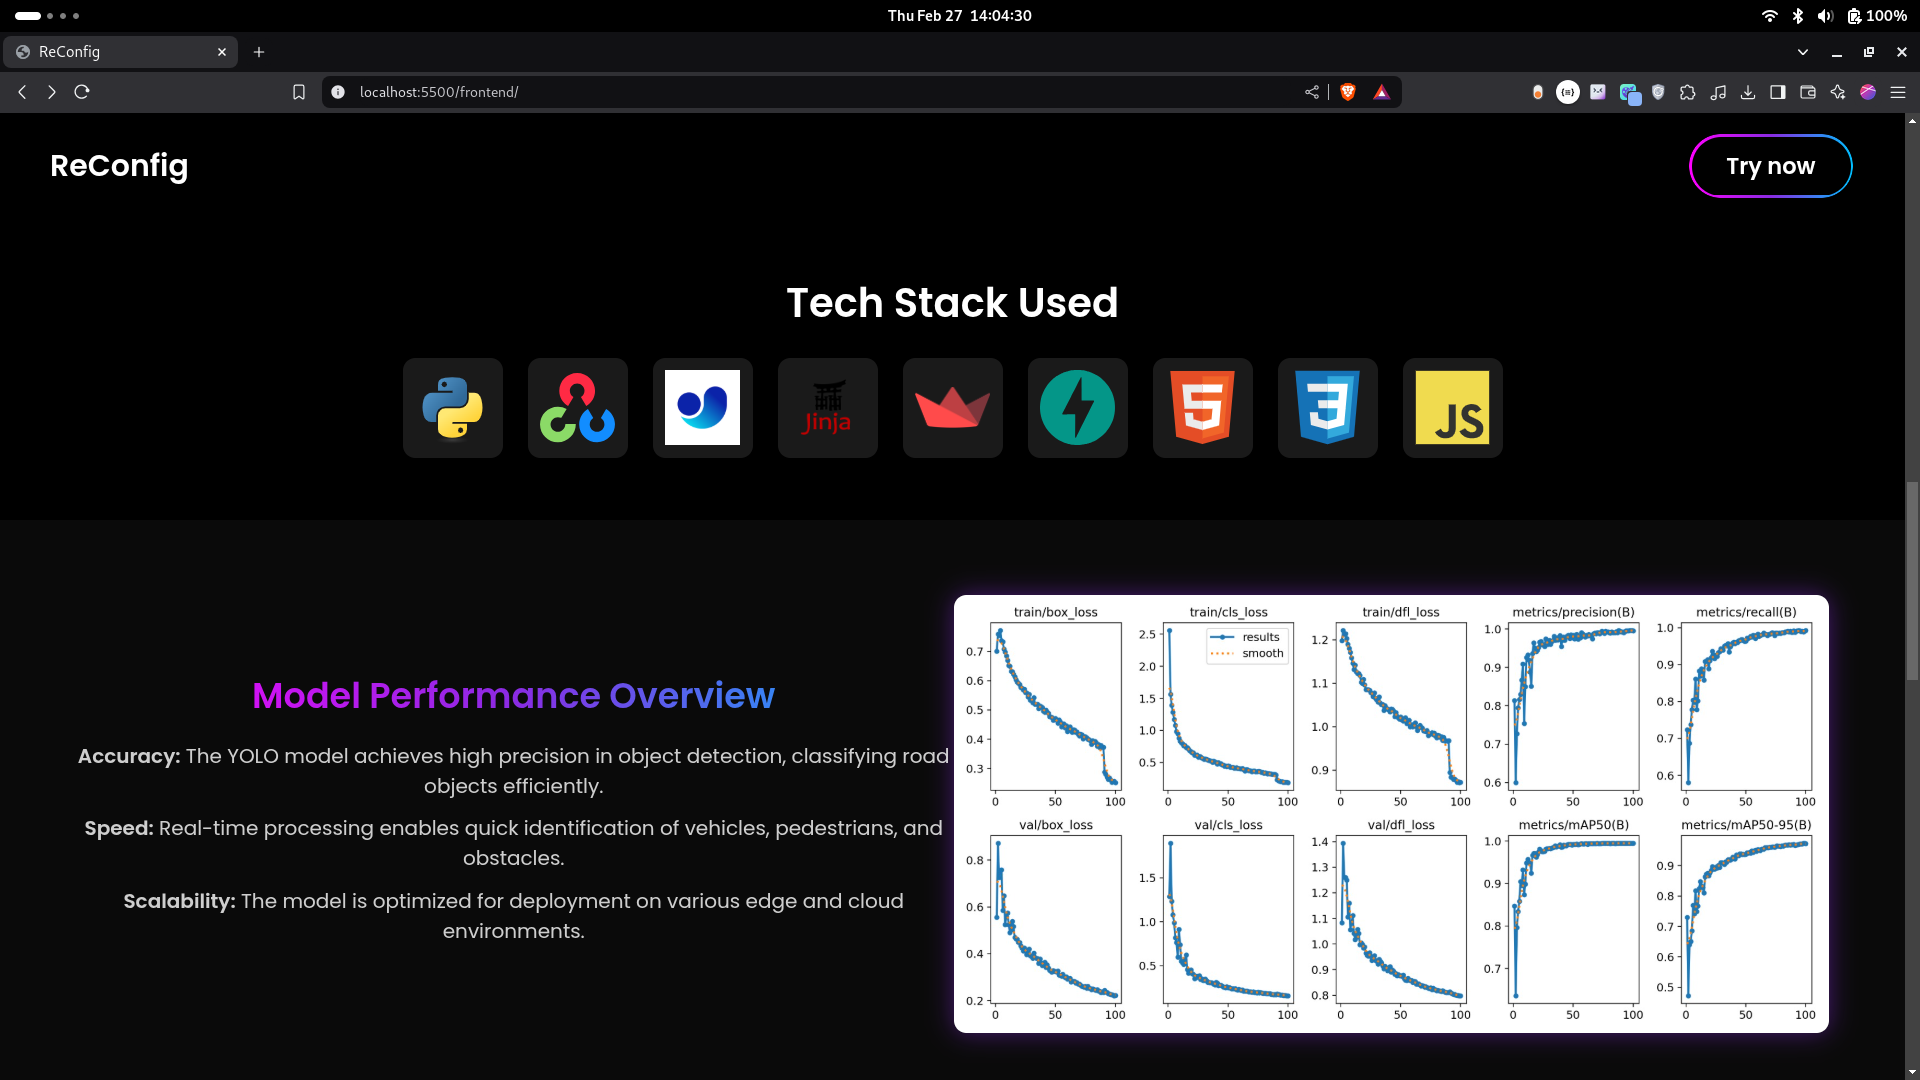 Thu Feb 27 14:04:30
100%
ReConfig
localhost:5500/frontend/
ReConfig
Try now
Tech Stack Used
Jinja
5
3
JS
Model Performance Overview
Accuracy: The YOLO model achieves high precision in object detection, classifying road
objects efficiently.
Speed: Real-time processing enables quick identification of vehicles, pedestrians, and
obstacles.
Scalability: The model is optimized for deployment on various edge and cloud
environments.
train/box_loss
0.7
0.6
0.5
0.4
0.3
0 50 100
train/cls_loss
results
smooth
2.5
2.0
1.5
1.0
0.5
0 50 100
train/dfl_loss
1.2
1.1
1.0
0.9
0 50 100
metrics/precision(B)
1.0
0.9
0.8
0.7
0.6
0 50 100
metrics/recall(B)
1.0
0.9
0.8
0.7
0.6
0 50 100
val/box_loss
0.8
0.6
0.4
0.2
0 50 100
val/cls_loss
1.5
1.0
0.5
0 50 100
val/dfl_loss
1.4
1.3
1.2
1.1
1.0
0.9
0.8
0 50 100
metrics/mAP50(B)
1.0
0.9
0.8
0.7
0 50 100
metrics/mAP50-95(B)
0.9
0.8
0.7
0.6
0.5
0 50 100